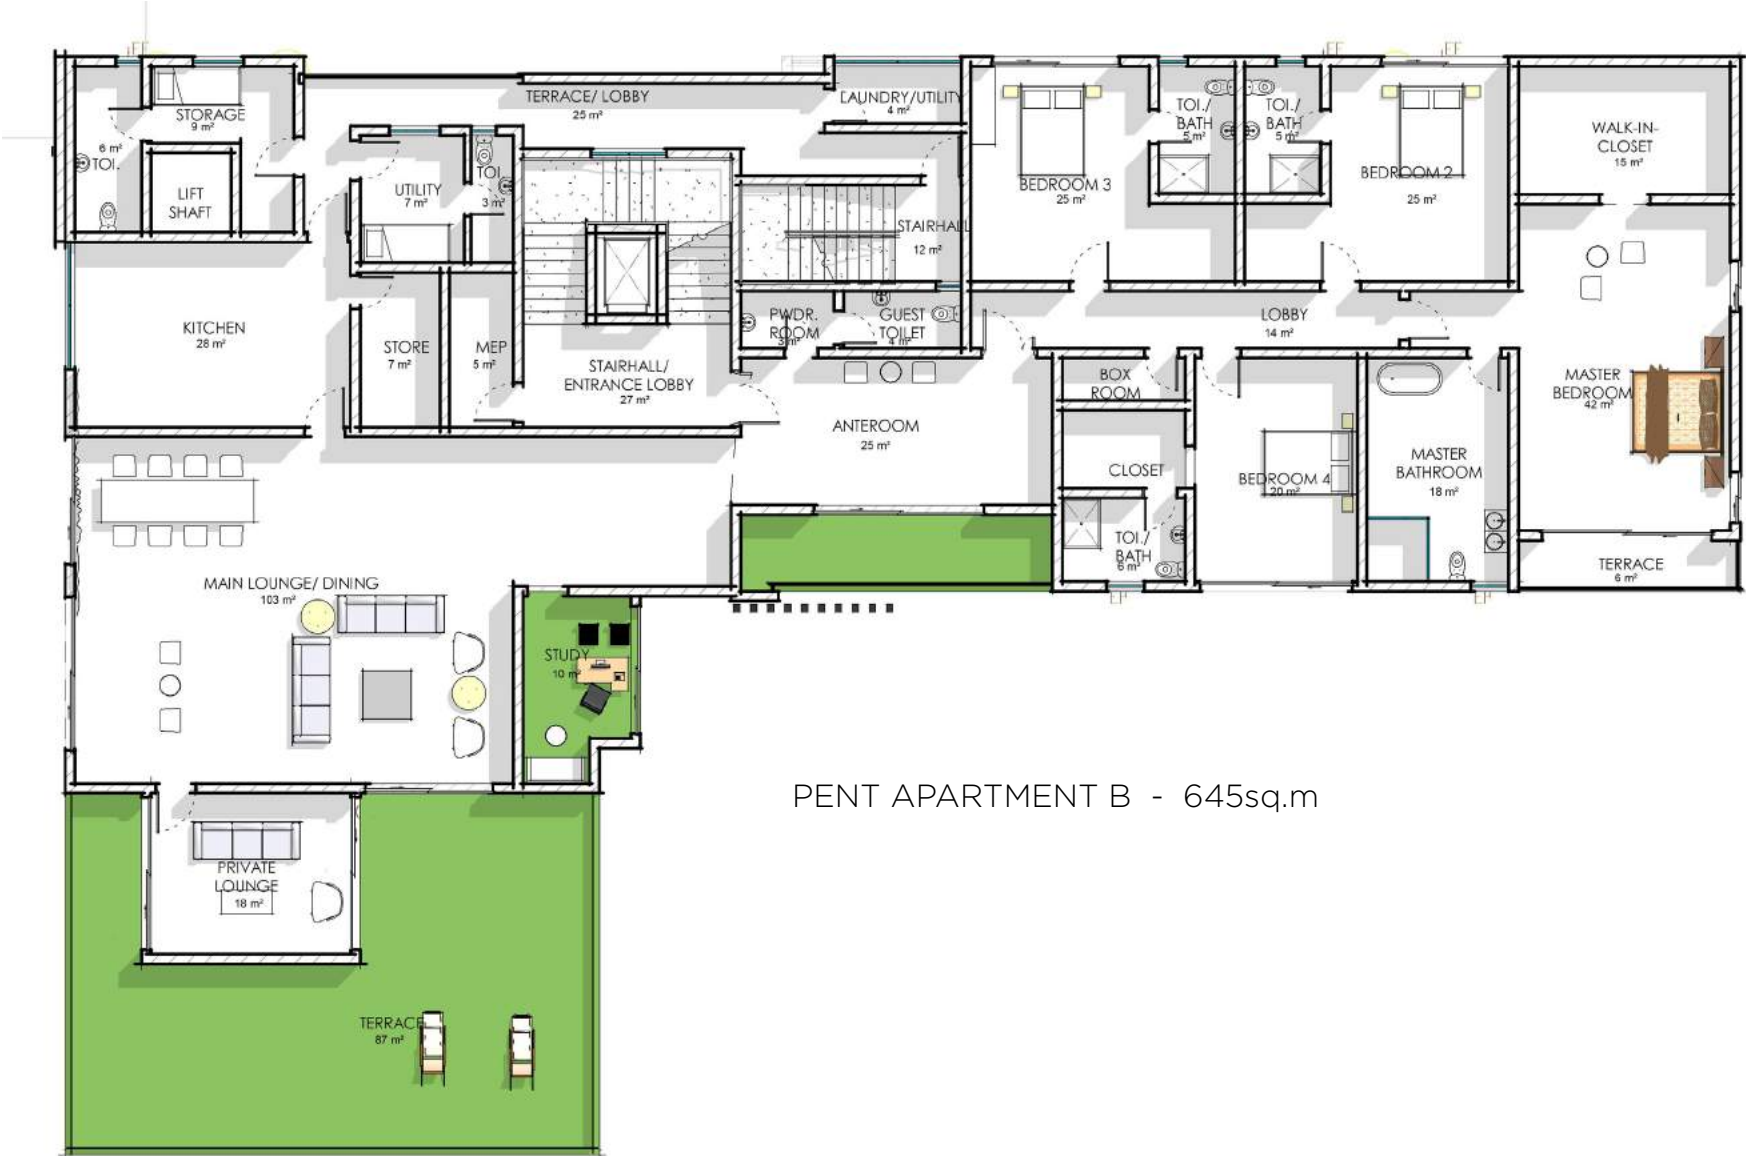 FF
FF
FF
STORAGE
9 m²
TERRACE/ LOBBY
25 m²
LAUNDRY/UTILITY
4 m²
TOI./
BATH
5 m²
TOI./
BATH
5 m²
WALK-IN-
CLOSET
15 m²
6 m²
TOI.
LIFT
SHAFT
UTILITY
7 m²
TOI.
3 m²
STAIRHALL
12 m²
BEDROOM 3
25 m²
BEDROOM 2
25 m²
KITCHEN
28 m²
STORE
7 m²
MEP
5 m²
STAIRHALL/
ENTRANCE LOBBY
27 m²
PWDR.
ROOM
3 m²
GUEST
TOILET
4 m²
LOBBY
14 m²
ANTEROOM
25 m²
BOX
ROOM
CLOSET
BEDROOM 4
20 m²
MASTER
BATHROOM
18 m²
MASTER
BEDROOM
42 m²
TOI./
BATH
6 m²
TERRACE
6 m²
MAIN LOUNGE/ DINING
103 m²
STUDY
10 m²
PENT APARTMENT B - 645sq.m
PRIVATE
LOUNGE
18 m²
TERRACE
87 m²